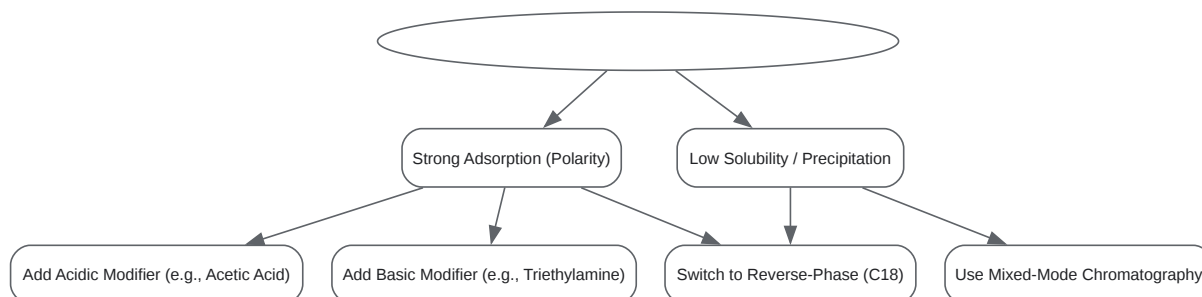 Strong Adsorption (Polarity)
Low Solubility / Precipitation
Add Acidic Modifier (e.g., Acetic Acid)
Add Basic Modifier (e.g., Triethylamine)
Switch to Reverse-Phase (C18)
Use Mixed-Mode Chromatography